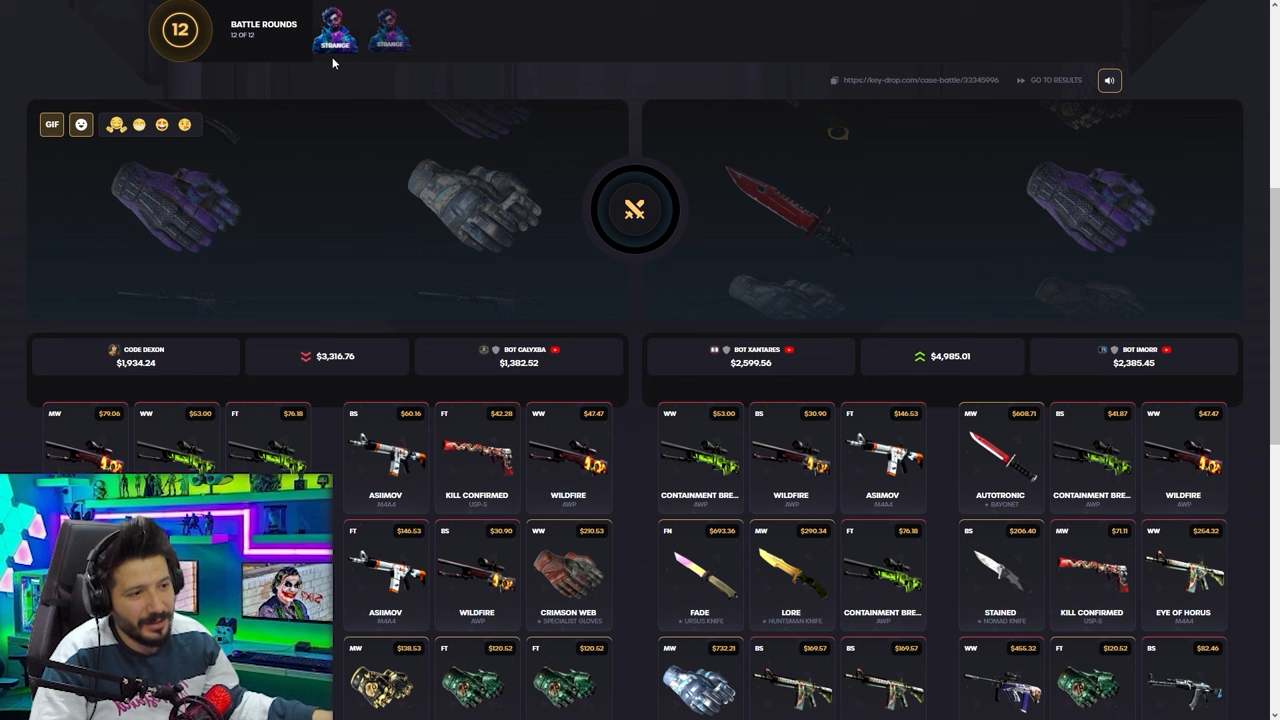 12
BATTLE ROUNDS
12 OF 12
STRANGE
STRANGE
https://key-drop.com/case-battle/33345996
GO TO RESULTS
GIF
CODE DEXON
$1,934.24
$3,316.76
BOT CALYXBA
$1,382.52
BOT XANTARES
$2,599.56
$4,985.01
BOT IMORR
$2,385.45
MW $79.06
WW $53.00
FT $76.18
BS $60.16
FT $42.28
WW $47.47
WW $53.00
BS $30.90
FT $146.53
MW $608.71
BS $41.87
WW $47.47
ASIIMOV
M4A4
KILL CONFIRMED
USP-S
WILDFIRE
AWP
CONTAINMENT BRE...
AWP
WILDFIRE
AWP
ASIIMOV
M4A4
AUTOTRONIC
★ BAYONET
CONTAINMENT BRE...
AWP
WILDFIRE
AWP
FT $146.53
BS $30.90
WW $210.53
FN $693.36
MW $290.34
FT $76.18
BS $206.40
MW $71.11
WW $254.32
ASIIMOV
M4A4
WILDFIRE
AWP
CRIMSON WEB
★ SPECIALIST GLOVES
FADE
★ URSUS KNIFE
LORE
★ HUNTSMAN KNIFE
CONTAINMENT BRE...
AWP
STAINED
★ NOMAD KNIFE
KILL CONFIRMED
USP-S
EYE OF HORUS
M4A4
MW $138.53
FT $120.52
FT $120.52
MW $732.21
BS $169.57
BS $169.57
WW $455.32
FT $120.52
BS $82.46